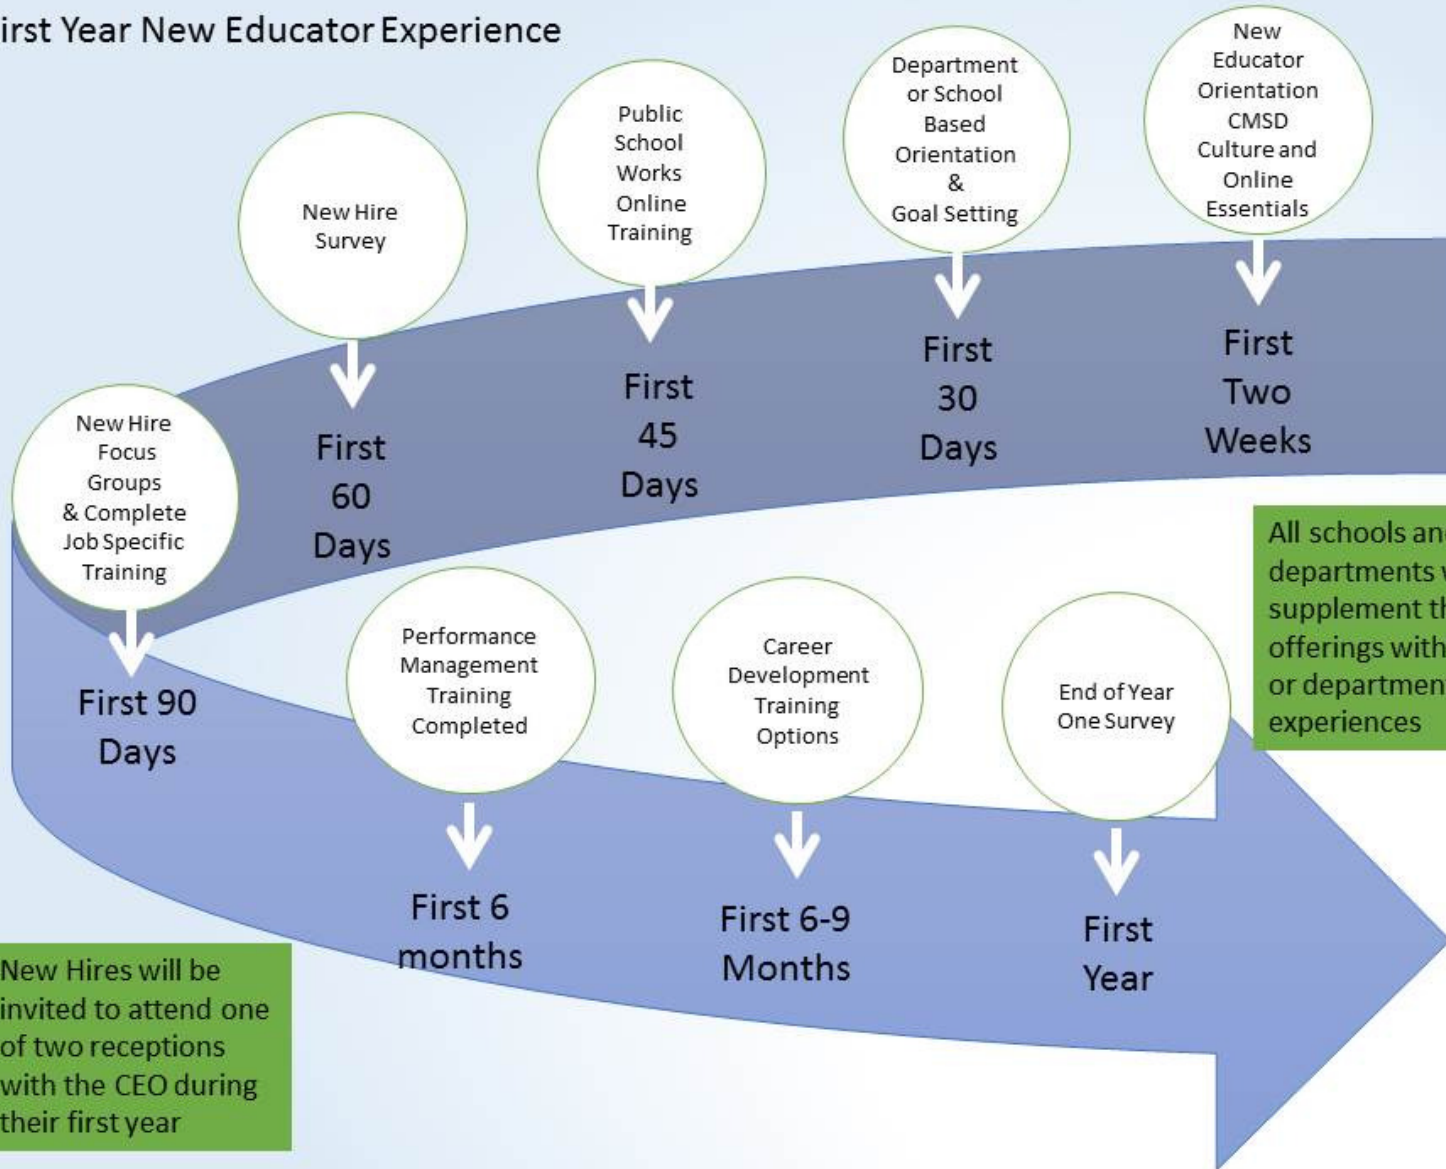 irst Year New Educator Experience
New
Educator
Orientation
CMSD
Culture and
Online
Essentials
First
Two
Weeks
Department
or School
Based
Orientation
&
Goal Setting
First
30
Days
Public
School
Works
Online
Training
First
45
Days
New Hire
Survey
First
60
Days
New Hire
Focus
Groups
& Complete
Job Specific
Training
First 90
Days
Performance
Management
Training
Completed
First 6
months
Career
Development
Training
Options
First 6-9
Months
End of Year
One Survey
First
Year
All schools an
departments
supplement th
offerings with
or department
experiences
New Hires will be
invited to attend one
of two receptions
with the CEO during
their first year